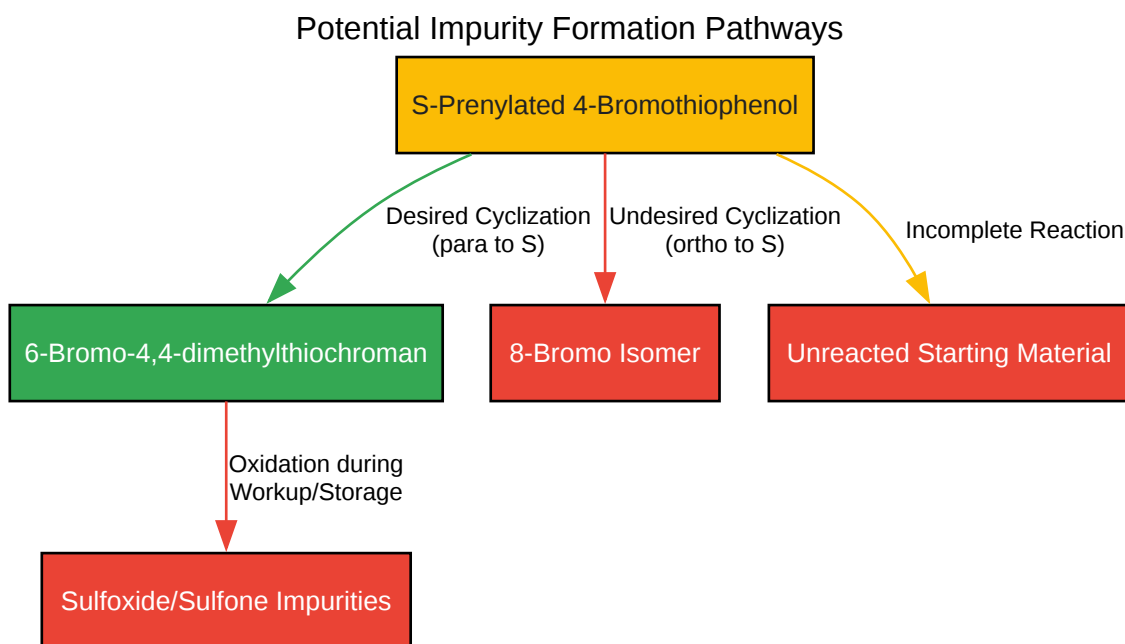 Potential Impurity Formation Pathways
S-Prenylated 4-Bromothiophenol
Desired Cyclization
(para to S)
Undesired Cyclization
(ortho to S)
Incomplete Reaction
6-Bromo-4,4-dimethylthiochroman
8-Bromo Isomer
Unreacted Starting Material
Oxidation during
Workup/Storage
Sulfoxide/Sulfone Impurities